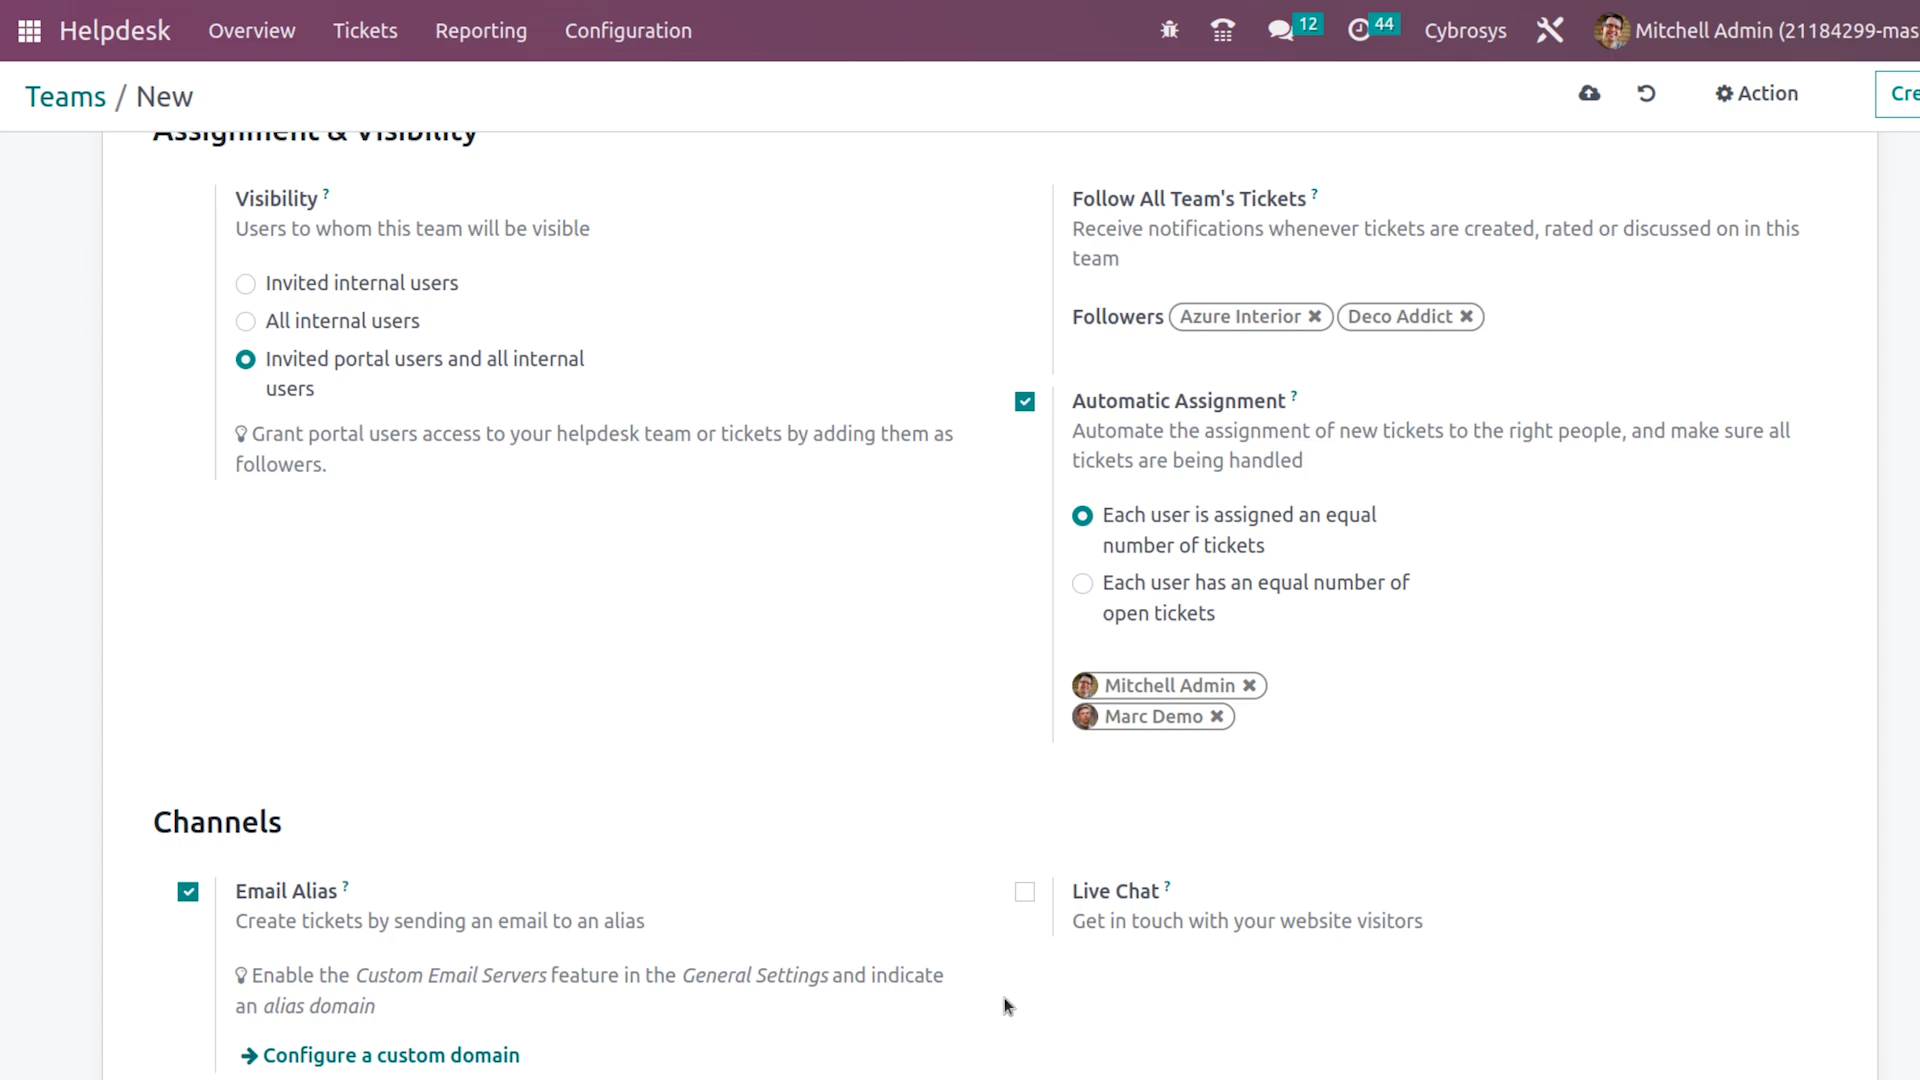 Helpdesk Overview Tickets Reporting Configuration 12 44 Cybrosys Mitchell Admin (21184299-mas
Teams / New Action Cre
Assignment & Visibility
Visibility ?
Users to whom this team will be visible
Invited internal users
All internal users
Invited portal users and all internal
users
Grant portal users access to your helpdesk team or tickets by adding them as
followers.
Follow All Team's Tickets ?
Receive notifications whenever tickets are created, rated or discussed on in this
team
Followers Azure Interior ✖ Deco Addict ✖
Automatic Assignment ?
Automate the assignment of new tickets to the right people, and make sure all
tickets are being handled
Each user is assigned an equal
number of tickets
Each user has an equal number of
open tickets
Mitchell Admin ✖
Marc Demo ✖
Channels
Email Alias ?
Create tickets by sending an email to an alias
Enable the Custom Email Servers feature in the General Settings and indicate
an alias domain
Configure a custom domain
Live Chat ?
Get in touch with your website visitors